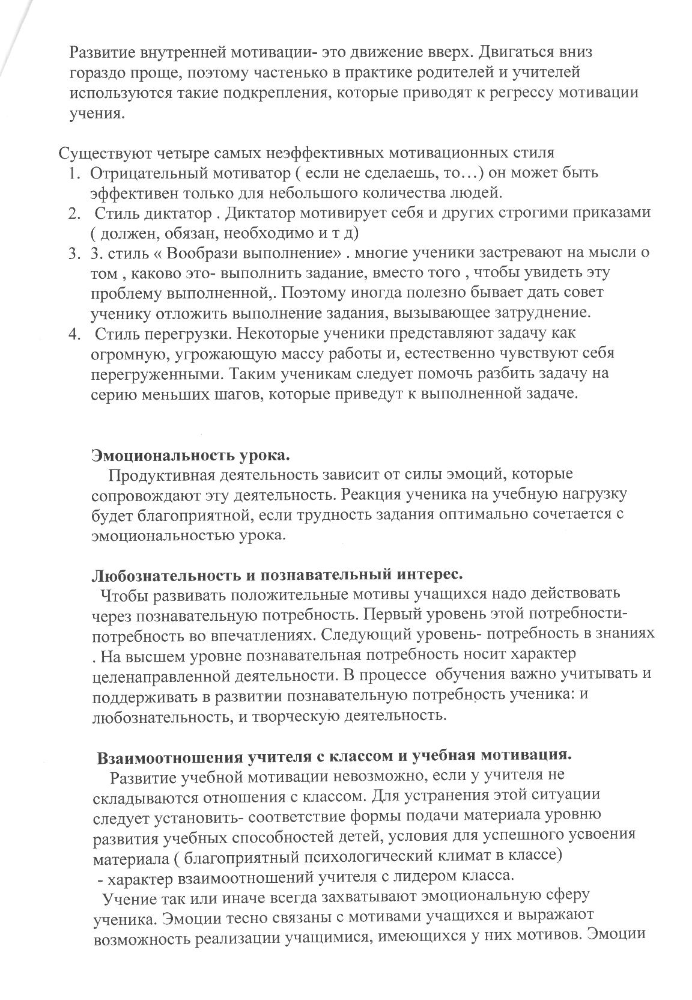 Развитие внутренней мотивации- это движение вверх. Двигаться вниз
гораздо проще, поэтому частенько в практике родителей и учителей
используются такие подкрепления, которые приводят к регрессу мотивации
учения.
Существуют четыре самых неэффективных мотивационных стиля
1. Отрицательный мотиватор ( если не сделаешь, то…) он может быть
эффективен только для небольшого количества людей.
2. Стиль диктатор . Диктатор мотивирует себя и других строгими приказами
( должен, обязан, необходимо и т д)
3. 3. стиль « Вообрази выполнение» . многие ученики застревают на мысли о
том , каково это- выполнить задание, вместо того , чтобы увидеть эту
проблему выполненной,. Поэтому иногда полезно бывает дать совет
ученику отложить выполнение задания, вызывающее затруднение.
4. Стиль перегрузки. Некоторые ученики представляют задачу как
огромную, угрожающую массу работы и, естественно чувствуют себя
перегруженными. Таким ученикам следует помочь разбить задачу на
серию меньших шагов, которые приведут к выполненной задаче.
Эмоциональность урока.
Продуктивная деятельность зависит от силы эмоций, которые
сопровождают эту деятельность. Реакция ученика на учебную нагрузку
будет благоприятной, если трудность задания оптимально сочетается с
эмоциональностью урока.
Любознательность и познавательный интерес.
Чтобы развивать положительные мотивы учащихся надо действовать
через познавательную потребность. Первый уровень этой потребности-
потребность во впечатлениях. Следующий уровень- потребность в знаниях
. На высшем уровне познавательная потребность носит характер
целенаправленной деятельности. В процессе обучения важно учитывать и
поддерживать в развитии познавательную потребность ученика: и
любознательность, и творческую деятельность.
Взаимоотношения учителя с классом и учебная мотивация.
Развитие учебной мотивации невозможно, если у учителя не
складываются отношения с классом. Для устранения этой ситуации
следует установить- соответствие формы подачи материала уровню
развития учебных способностей детей, условия для успешного усвоения
материала ( благоприятный психологический климат в классе)
- характер взаимоотношений учителя с лидером класса.
Учение так или иначе всегда захватывают эмоциональную сферу
ученика. Эмоции тесно связаны с мотивами учащихся и выражают
возможность реализации учащимися, имеющихся у них мотивов. Эмоции